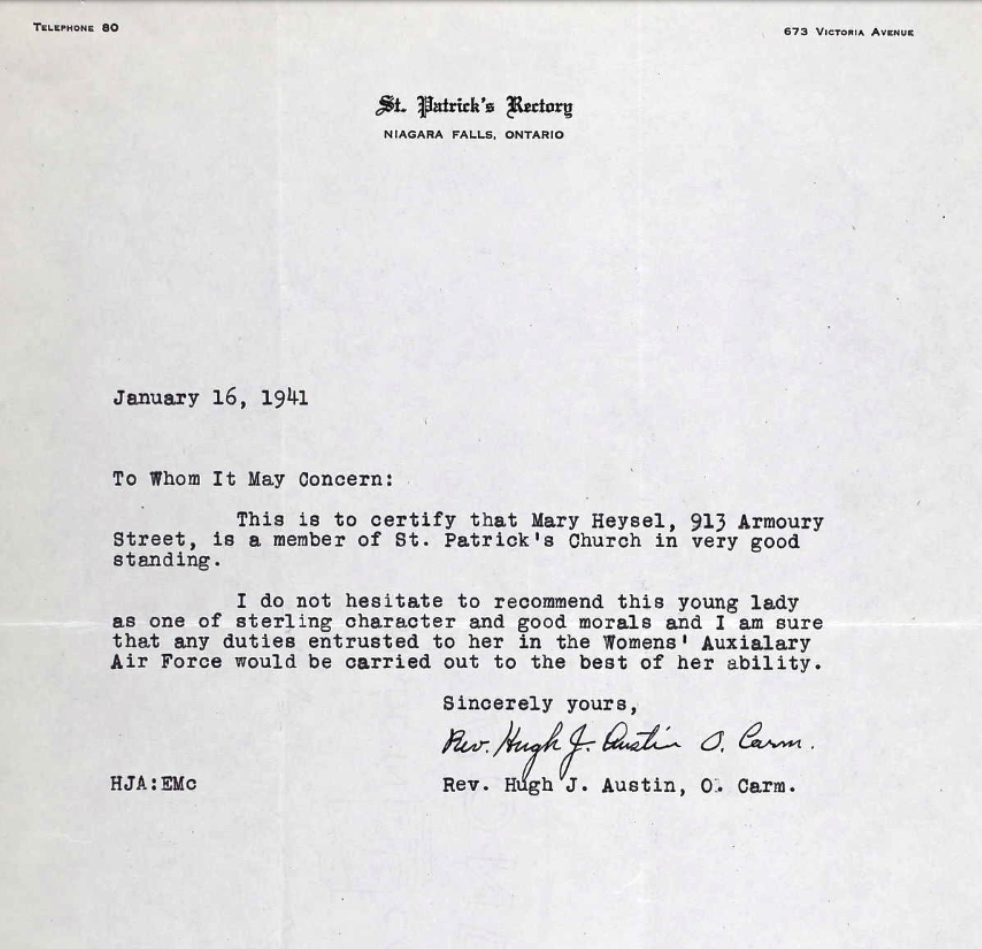 TELEPHONE 80
673 VICTORIA AVENUE
St. Patrick's Rectory
NIAGARA FALLS, ONTARIO
January 16, 1941
To Whom It May Concern:
This is to certify that Mary Heysel, 913 Armoury
Street, is a member of St. Patrick's Church in very good
standing.
I do not hesitate to recommend this young lady
as one of sterling character and good morals and I am sure
that any duties entrusted to her in the Womens' Auxialary
Air Force would be carried out to the best of her ability.
Sincerely yours,
Rev. Hugh J. Austin O. Carm.
HJA:EMc
Rev. Hugh J. Austin, O. Carm.